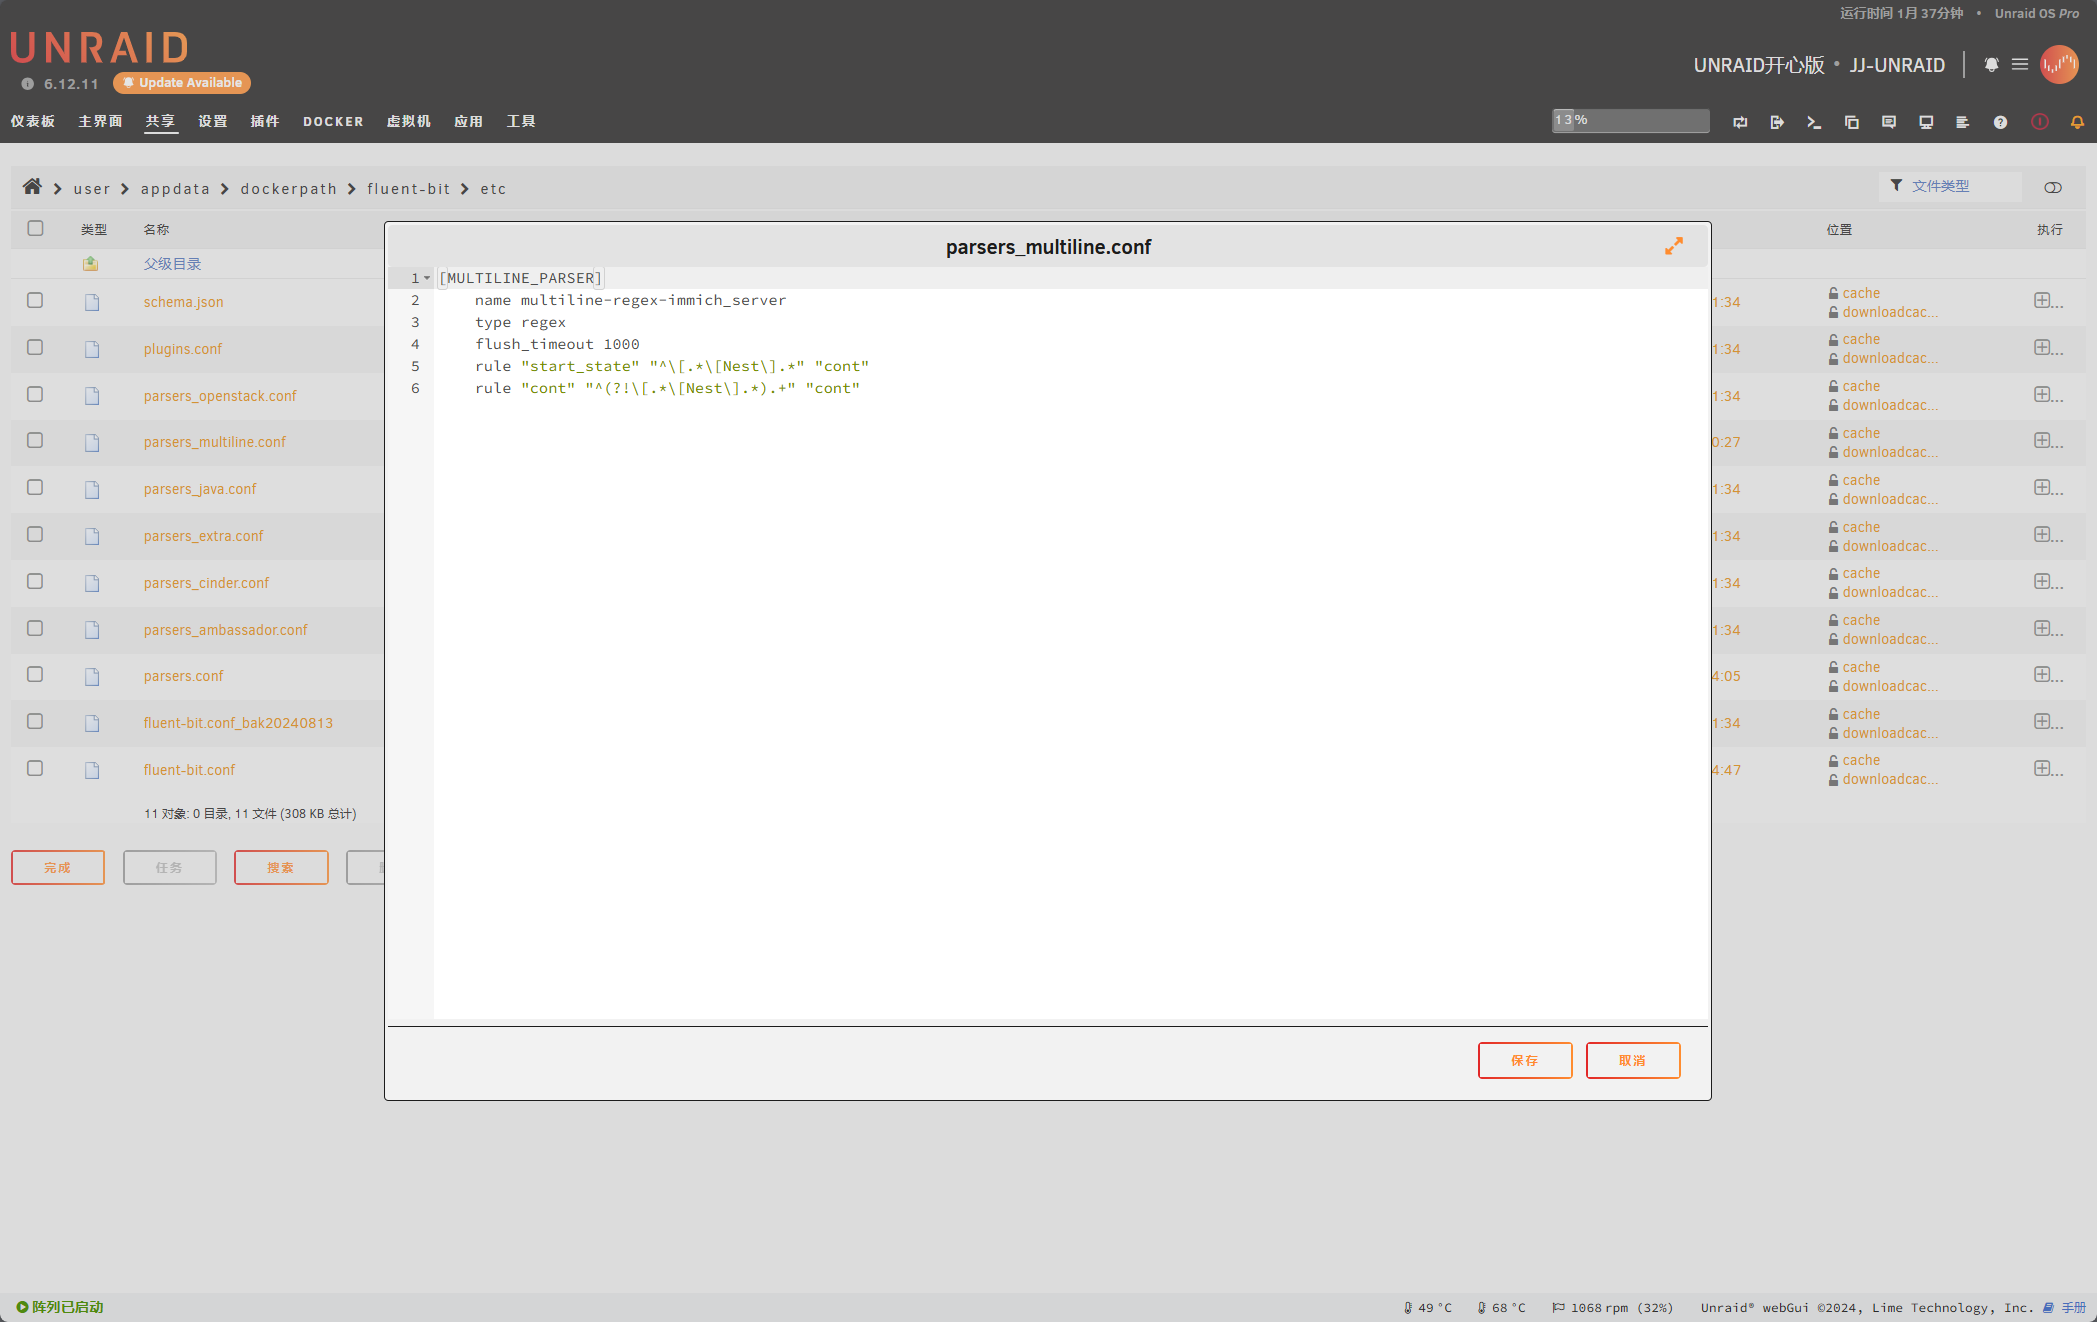 运行时间 1月 37分钟 • Unraid OS Pro
UNRAID
6.12.11 Update Available
UNRAID开心版 • JJ-UNRAID
仪表板 主界面 共享 设置 插件 DOCKER 虚拟机 应用 工具
13%
user appdata dockerpath fluent-bit etc
文件类型
类型 名称 位置 执行
父级目录
schema.json 1:34 cache
downloadcac... ...
plugins.conf 1:34 cache
downloadcac... ...
parsers_openstack.conf 1:34 cache
downloadcac... ...
parsers_multiline.conf 0:27 cache
downloadcac... ...
parsers_java.conf 1:34 cache
downloadcac... ...
parsers_extra.conf 1:34 cache
downloadcac... ...
parsers_cinder.conf 1:34 cache
downloadcac... ...
parsers_ambassador.conf 1:34 cache
downloadcac... ...
parsers.conf 4:05 cache
downloadcac... ...
fluent-bit.conf_bak20240813 1:34 cache
downloadcac... ...
fluent-bit.conf 4:47 cache
downloadcac... ...
11 对象: 0 目录, 11 文件 (308 KB 总计)
完成 任务 搜索
parsers_multiline.conf
1 [MULTILINE_PARSER]
2 name multiline-regex-immich_server
3 type regex
4 flush_timeout 1000
5 rule "start_state" "^\[.*\[Nest\].*" "cont"
6 rule "cont" "^(?!\[.*\[Nest\].*).+" "cont"
保存 取消
阵列已启动
49 °C 68 °C 1068 rpm (32%) Unraid® webGui ©2024, Lime Technology, Inc. 手册